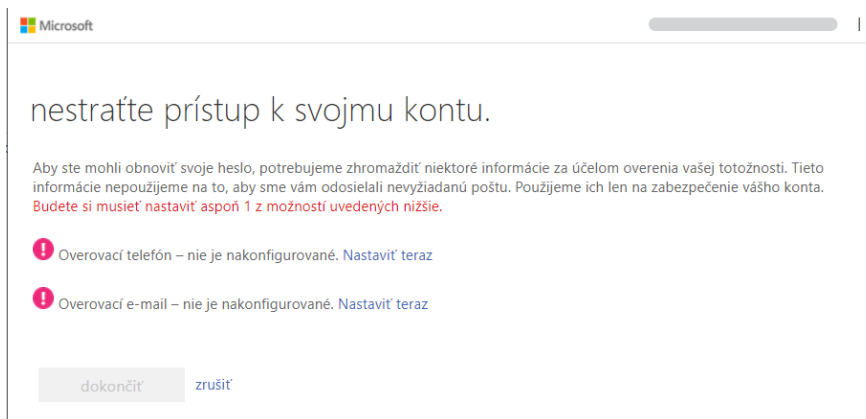 Microsoft
nestraťte prístup k svojmu kontu.
Aby ste mohli obnoviť svoje heslo, potrebujeme zhromaždiť niektoré informácie za účelom overenia vašej totožnosti. Tieto
informácie nepoužijeme na to, aby sme vám odosielali nevyžiadanú poštu. Použijeme ich len na zabezpečenie vášho konta.
Budete si musieť nastaviť aspoň 1 z možností uvedených nižšie.
Overovací telefón – nie je nakonfigurované. Nastaviť teraz
Overovací e-mail – nie je nakonfigurované. Nastaviť teraz
dokončiť zrušiť